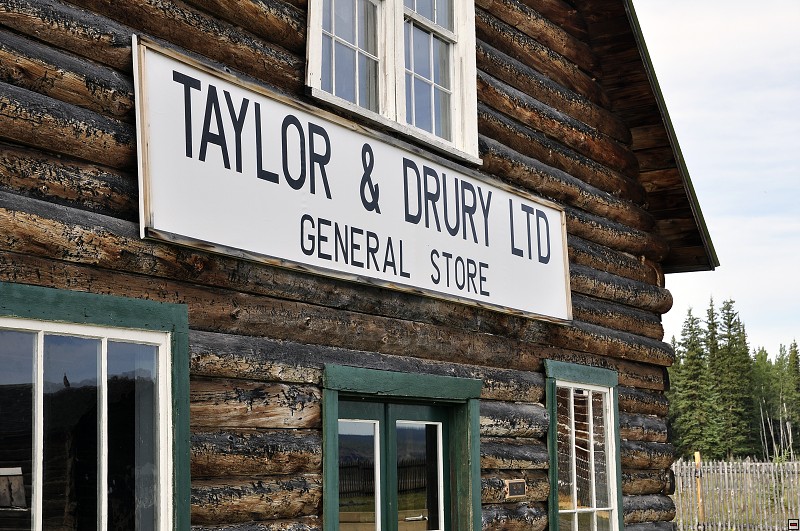 TAYLOR & DRURY LTD
GENERAL STORE